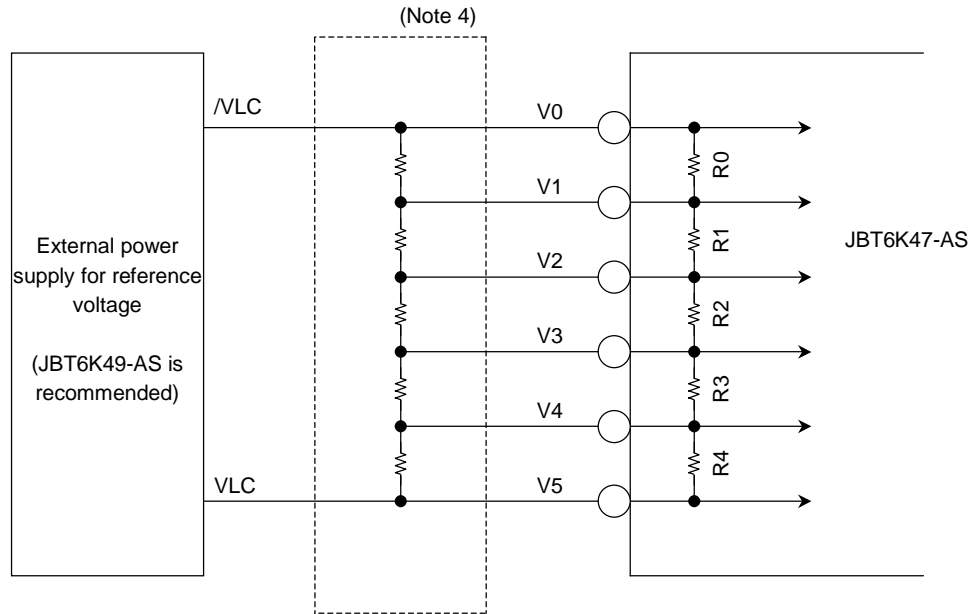 (Note 4)
/VLC
V0
R0
V1
R1
JBT6K47-AS
External power
supply for reference
voltage
V2
R2
(JBT6K49-AS is
recommended)
V3
R3
V4
R4
VLC
V5